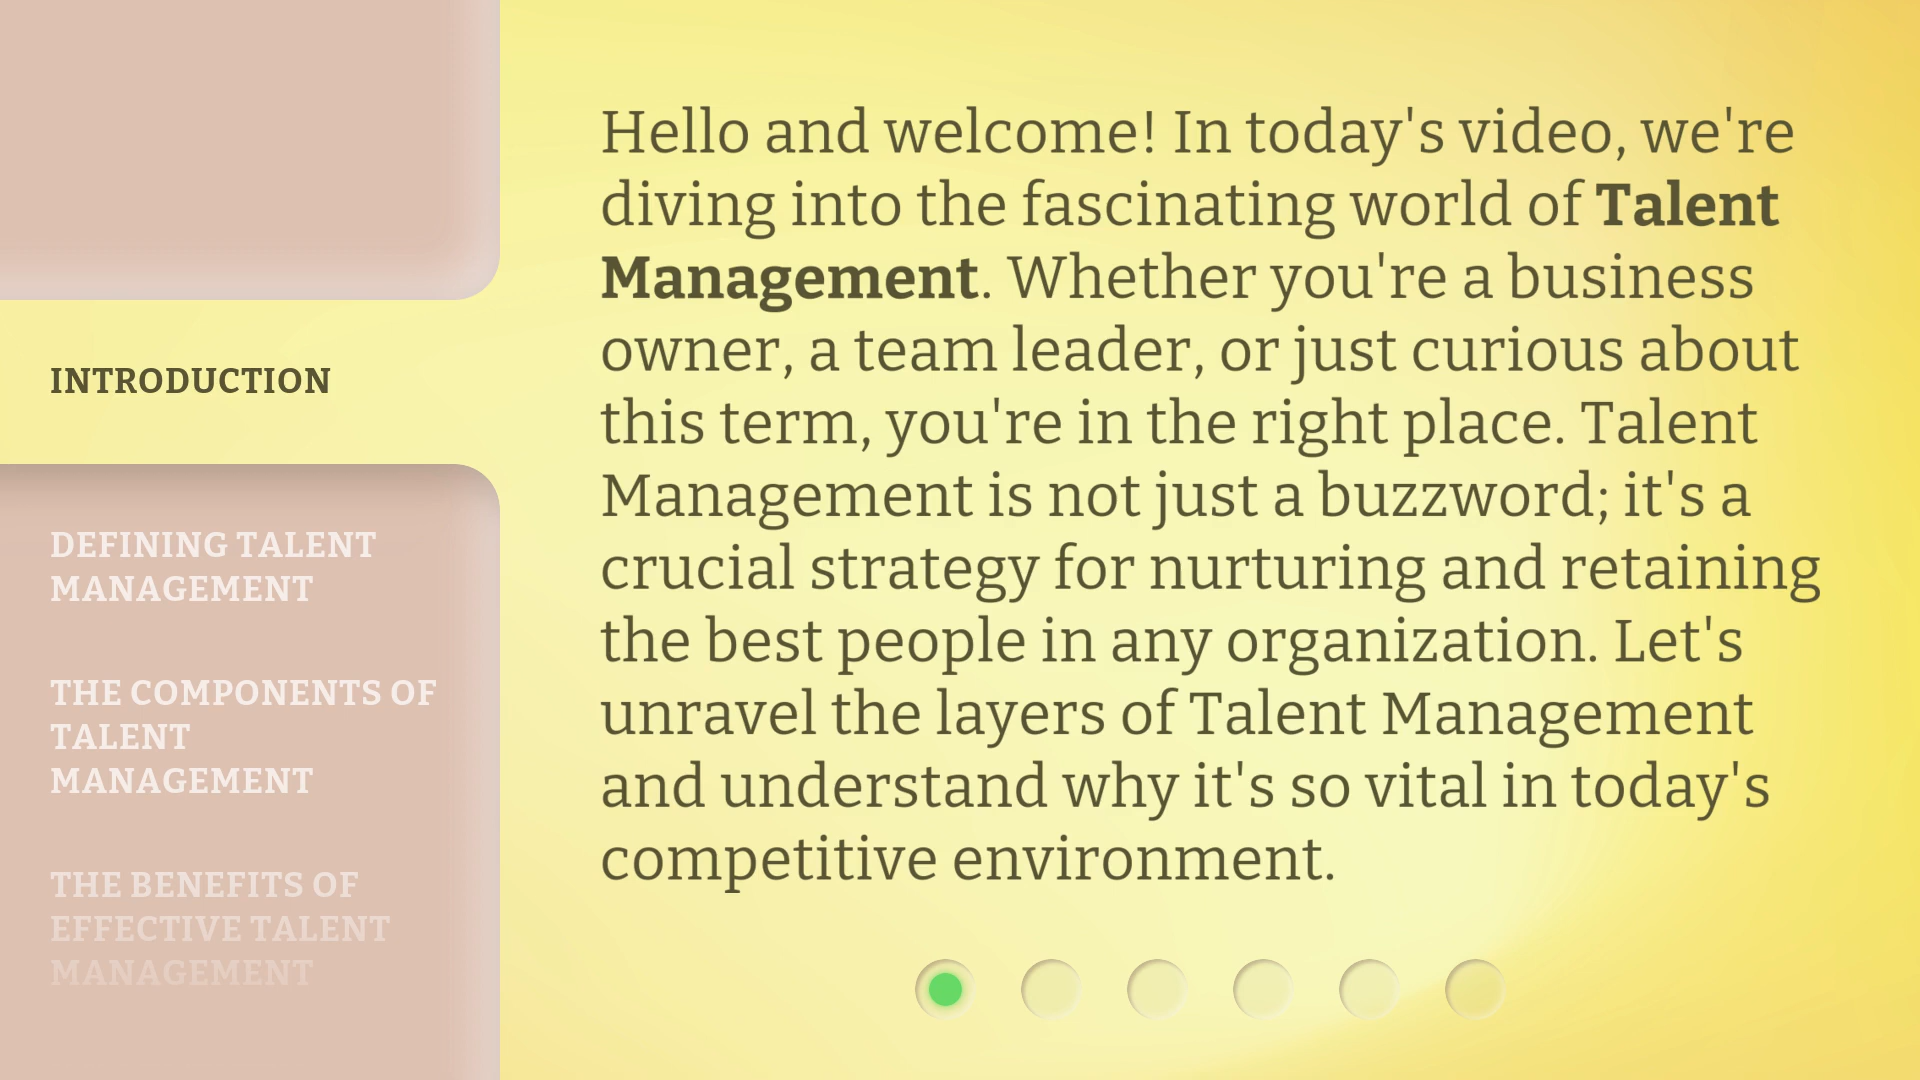 INTRODUCTION
DEFINING TALENT
MANAGEMENT
THE COMPONENTS OF
TALENT
MANAGEMENT
THE BENEFITS OF
EFFECTIVE TALENT
MANAGEMENT
Hello and welcome! In today's video, we're
diving into the fascinating world of Talent
Management. Whether you're a business
owner, a team leader, or just curious about
this term, you're in the right place. Talent
Management is not just a buzzword; it's a
crucial strategy for nurturing and retaining
the best people in any organization. Let's
unravel the layers of Talent Management
and understand why it's so vital in today's
competitive environment.